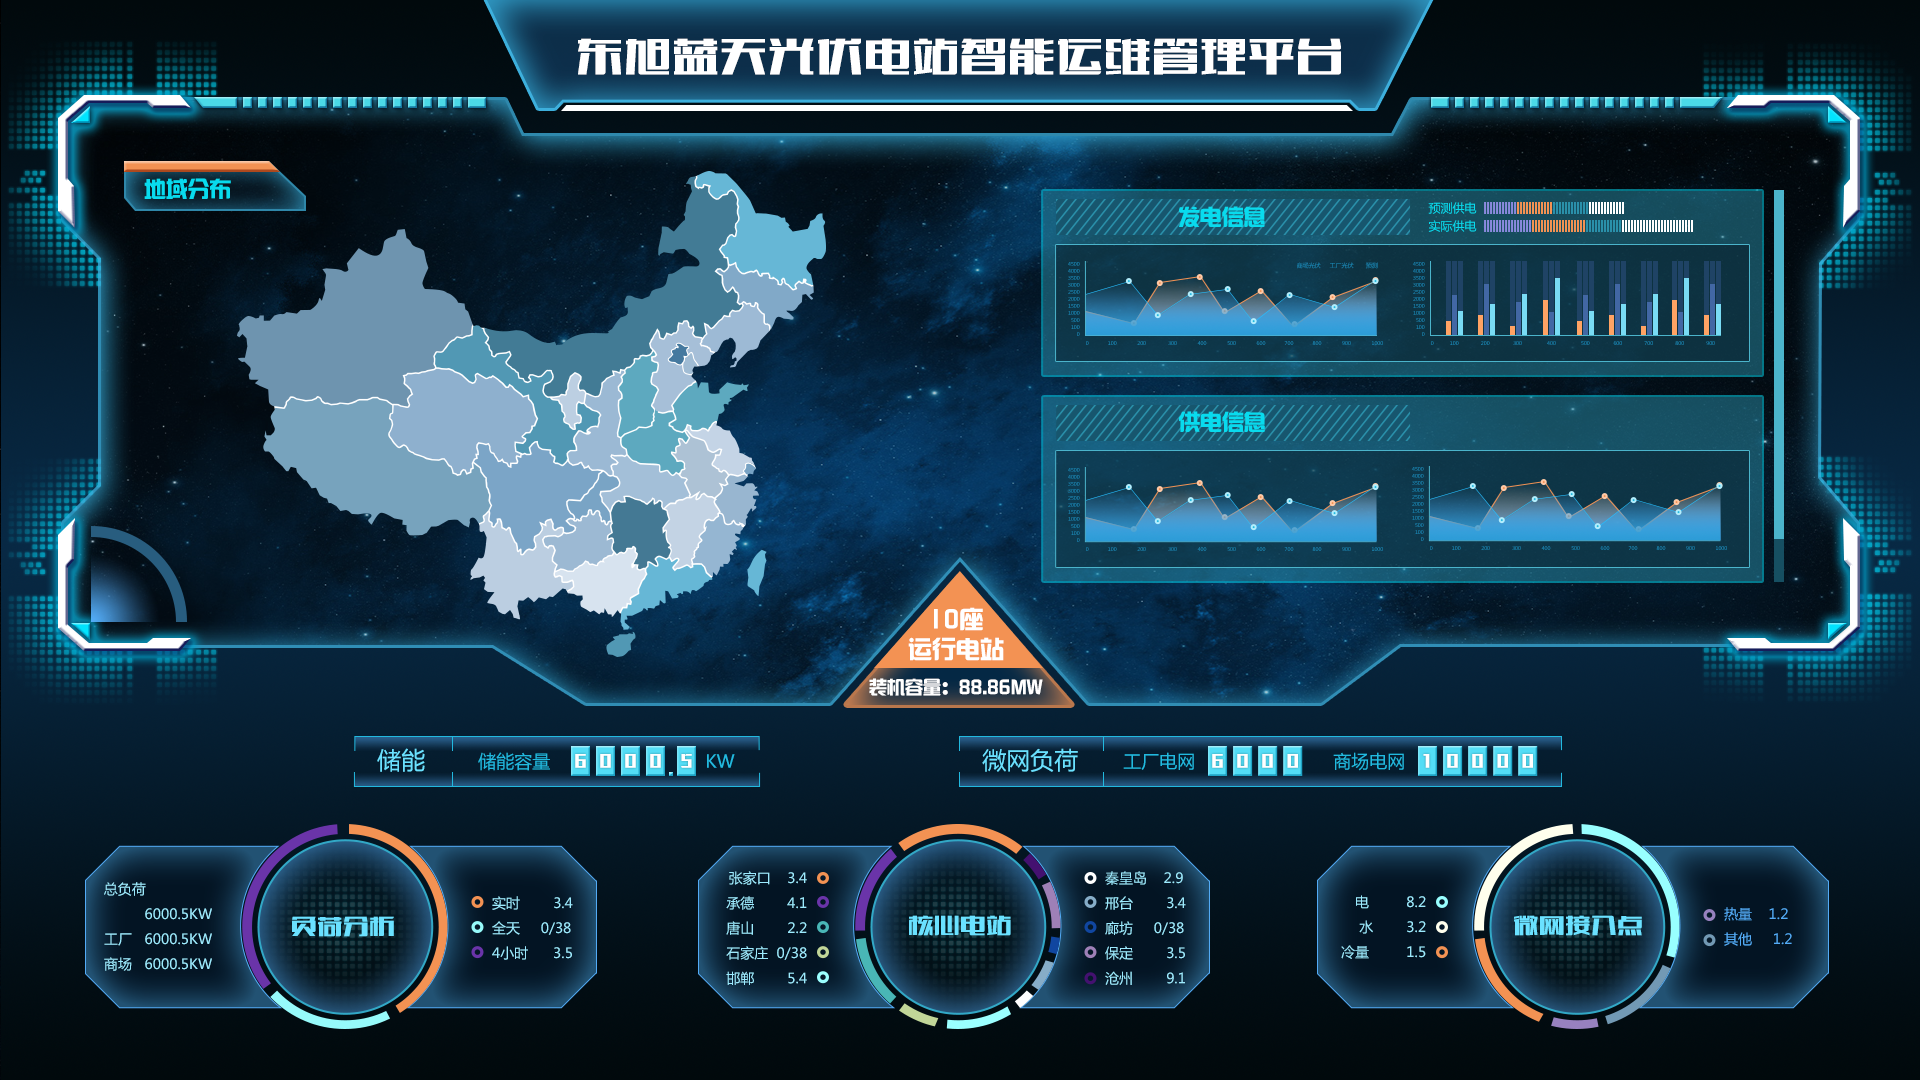 东旭蓝天光伏电站智能运维管理平台
地域分布
发电信息
预测供电
实际供电
供电信息
10座
运行电站
装机容量：88.86MW
储能 储能容量 6000.5 KW
微网负荷 工厂电网 6000 商场电网 10000
总负荷
6000.5KW
工厂 6000.5KW
商场 6000.5KW
负荷分析
实时 3.4
全天 0/38
4小时 3.5
张家口 3.4
承德 4.1
唐山 2.2
石家庄 0/38
邯郸 5.4
核心电站
秦皇岛 2.9
邢台 3.4
廊坊 0/38
保定 3.5
沧州 9.1
电 8.2
水 3.2
冷量 1.5
微网接入点
热量 1.2
其他 1.2